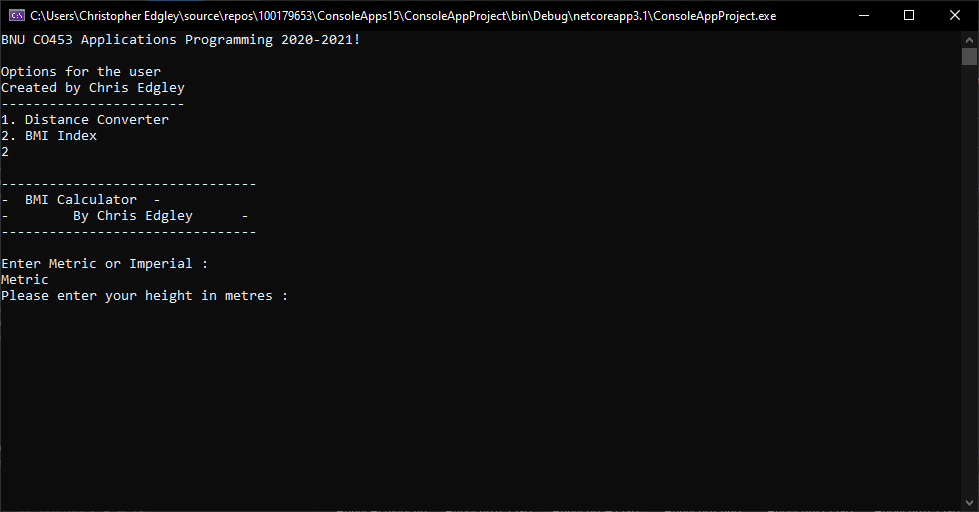 C:\Users\Christopher Edgley\source\repos\100179653\ConsoleApps15\ConsoleAppProject\bin\Debug\netcoreapp3.1\ConsoleAppProject.exe
BNU CO453 Applications Programming 2020-2021!
Options for the user
Created by Chris Edgley
-----------------------
1. Distance Converter
2. BMI Index
2
--------------------------------
-  BMI Calculator  -
-        By Chris Edgley      -
--------------------------------
Enter Metric or Imperial :
Metric
Please enter your height in metres :